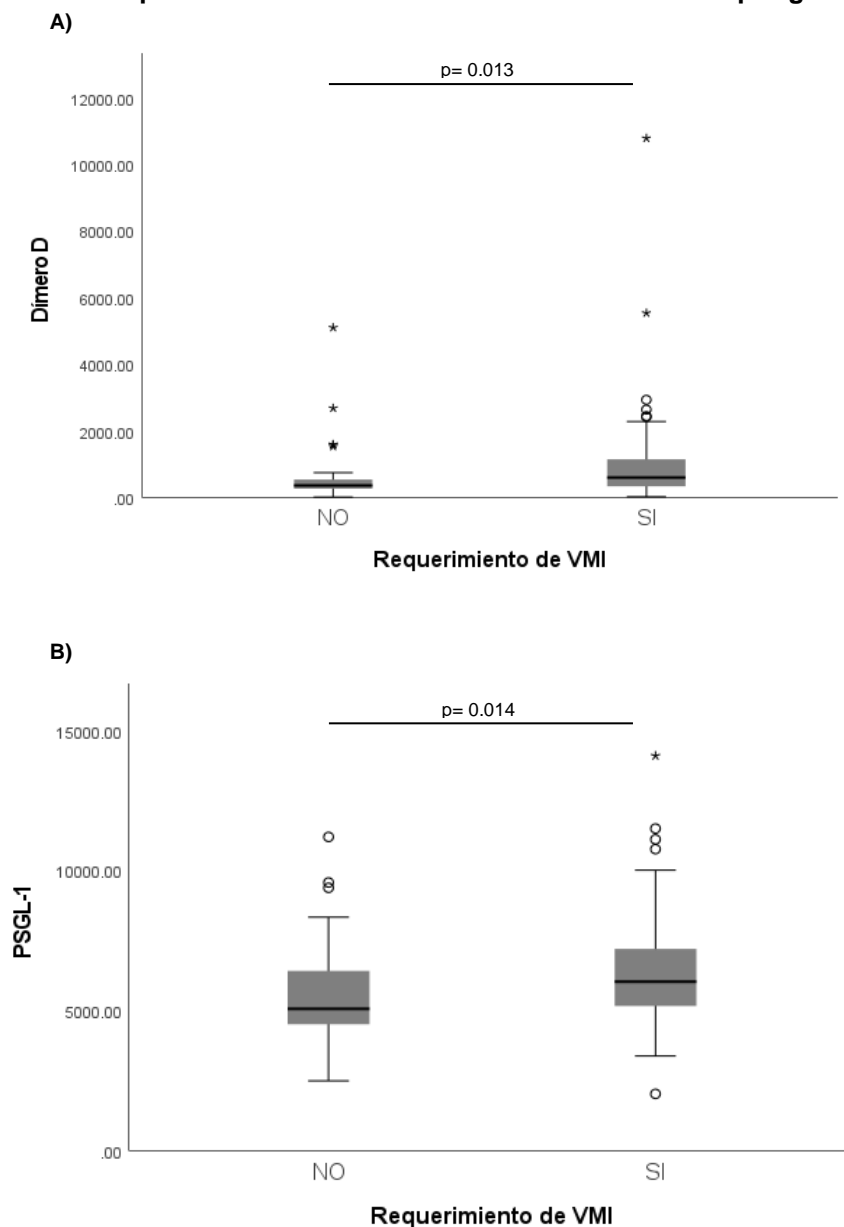 A)
p= 0.013
12000.00
10000.00
8000.00
6000.00
4000.00
2000.00
.00
Dímero D
NO SI
Requerimiento de VMI
B)
p= 0.014
15000.00
10000.00
5000.00
.00
PSGL-1
NO SI
Requerimiento de VMI